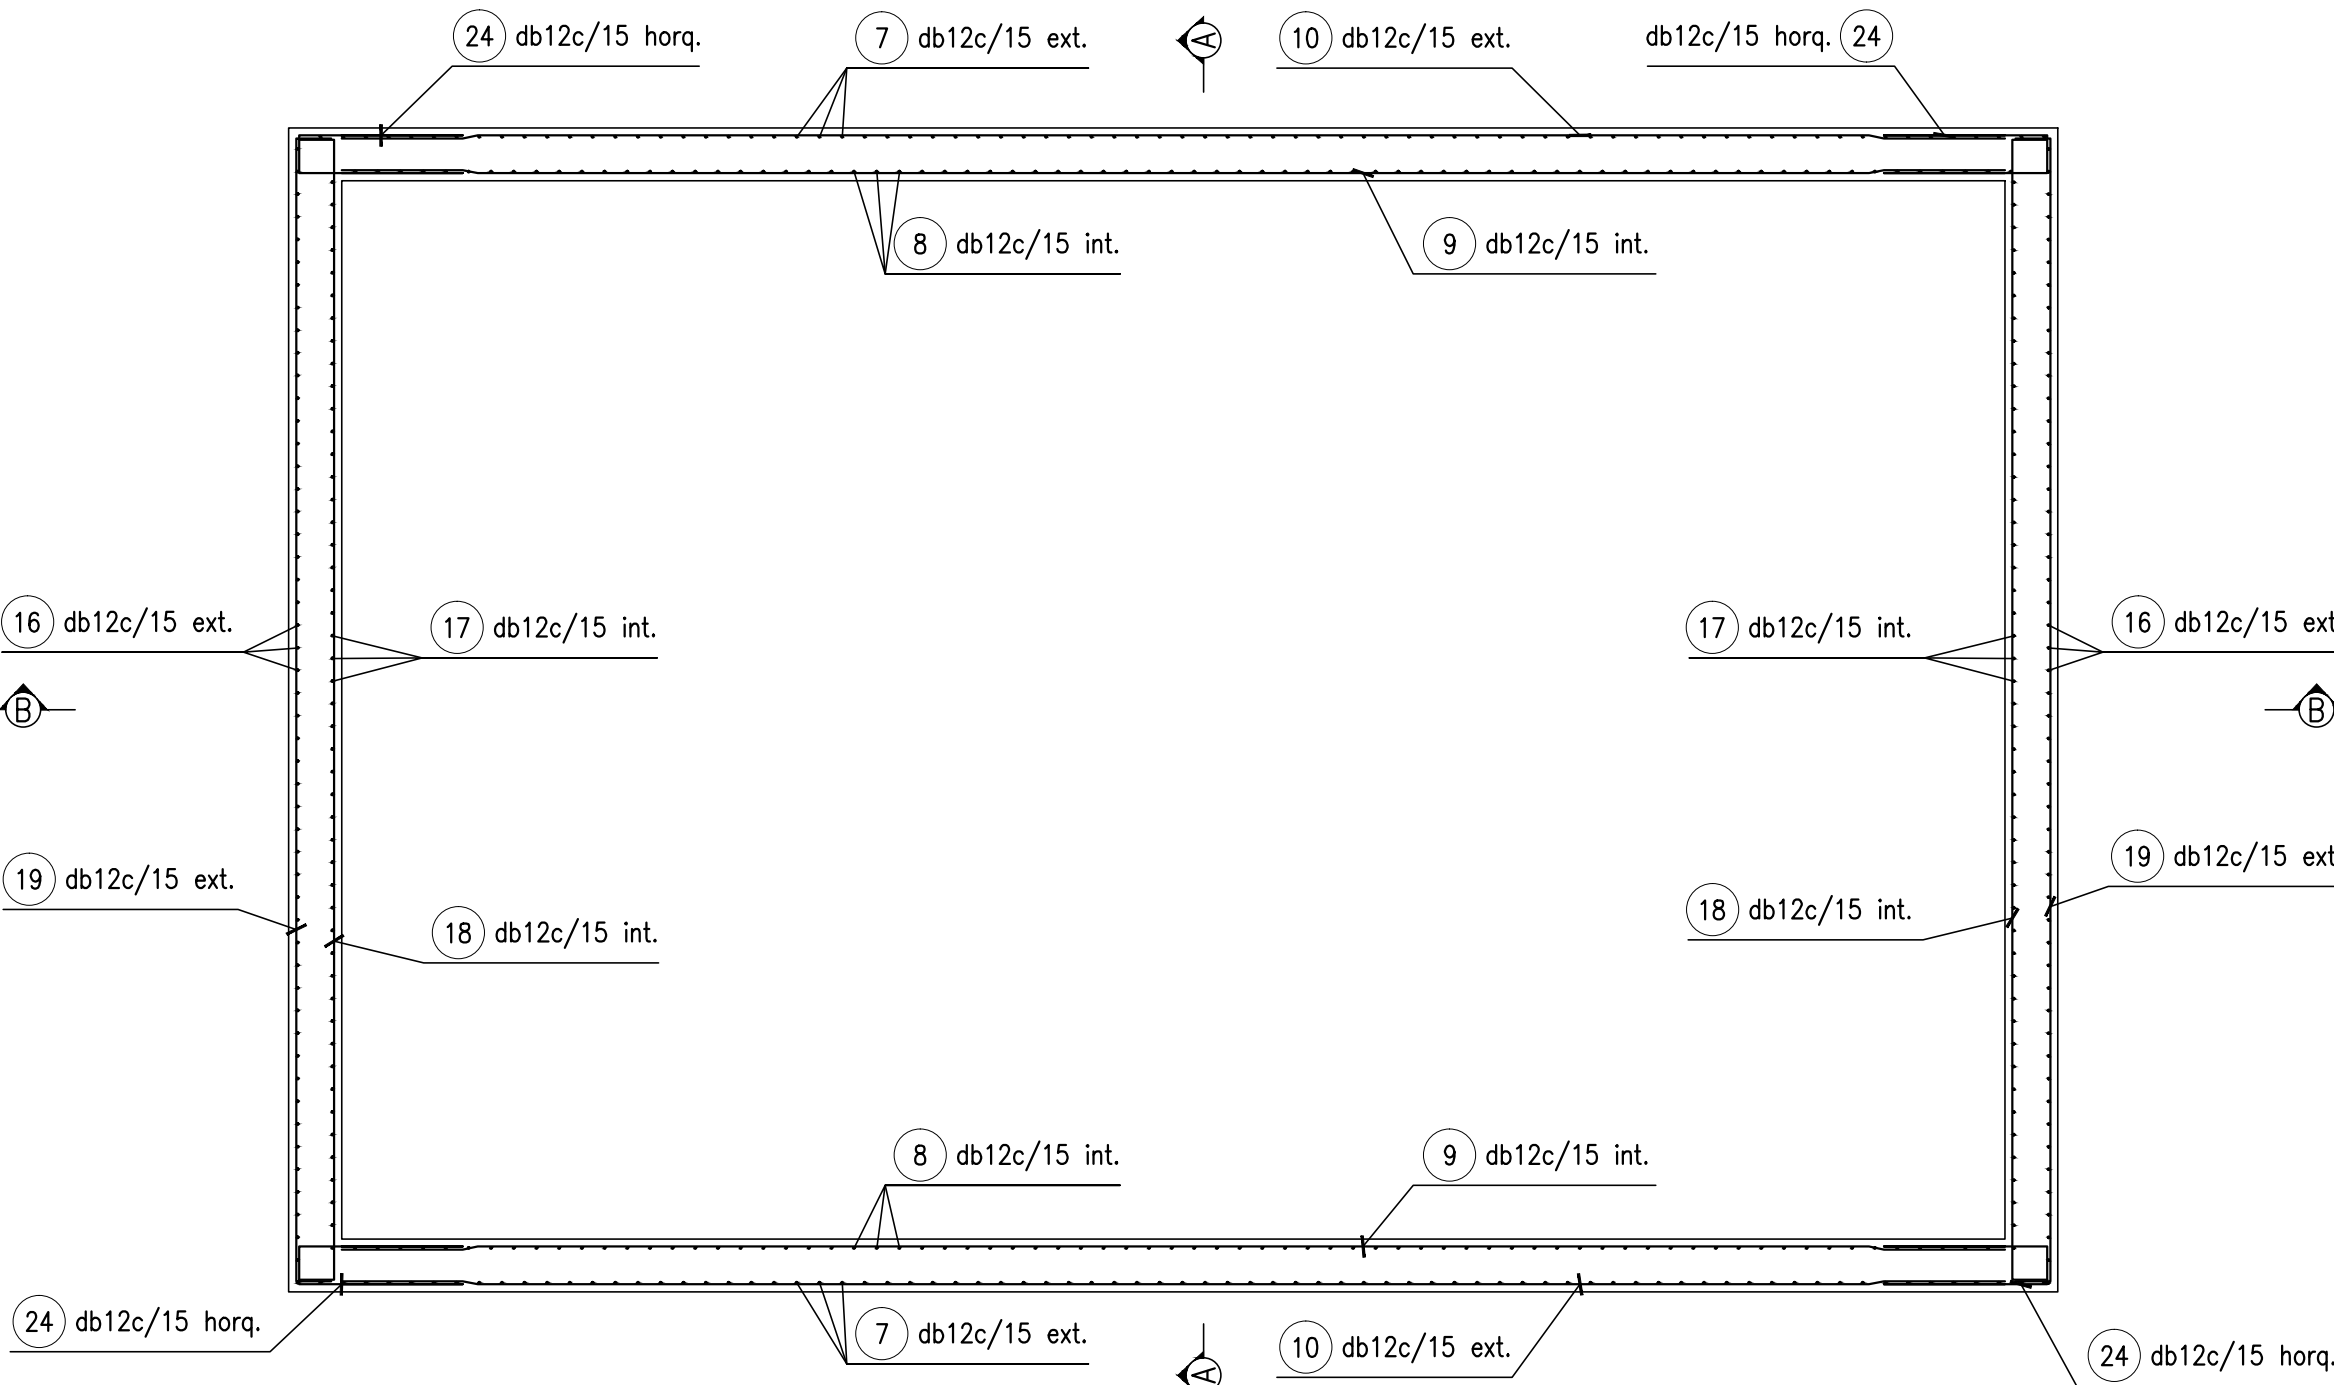 24 db12c/15 horq.
7 db12c/15 ext.
A
10 db12c/15 ext.
db12c/15 horq. 24
8 db12c/15 int.
9 db12c/15 int.
16 db12c/15 ext.
17 db12c/15 int.
17 db12c/15 int.
16 db12c/15 ext
B
B
19 db12c/15 ext.
18 db12c/15 int.
18 db12c/15 int.
19 db12c/15 ext
8 db12c/15 int.
9 db12c/15 int.
24 db12c/15 horq.
7 db12c/15 ext.
A
10 db12c/15 ext.
24 db12c/15 horq.